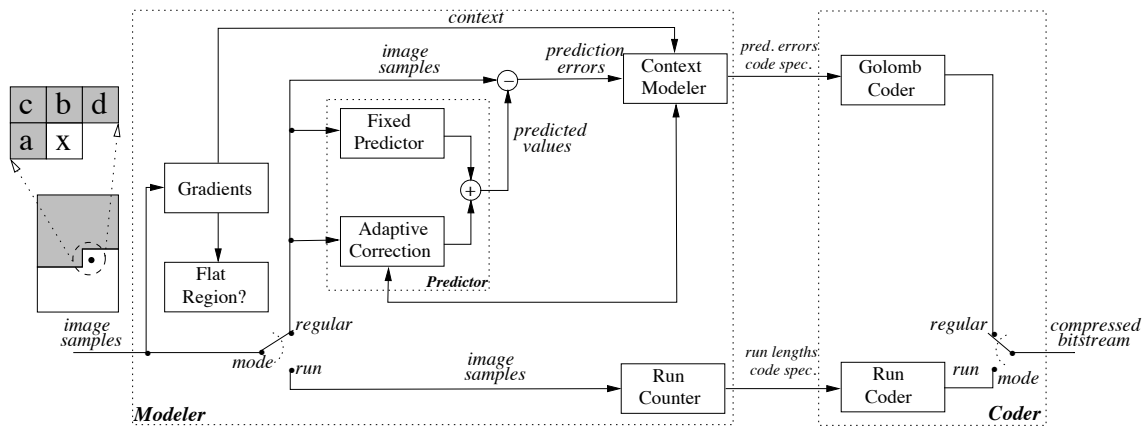 context
image
samples
prediction
errors
pred. errors
code spec.
Context
Modeler
Golomb
Coder
−
c b d
a x
Fixed
Predictor
predicted
values
Gradients
+
Adaptive
Correction
Flat
Region?
Predictor
image
samples
regular
mode
run
image
samples
run lengths
code spec.
regular
compressed
bitstream
run
mode
Run
Counter
Run
Coder
Modeler
Coder